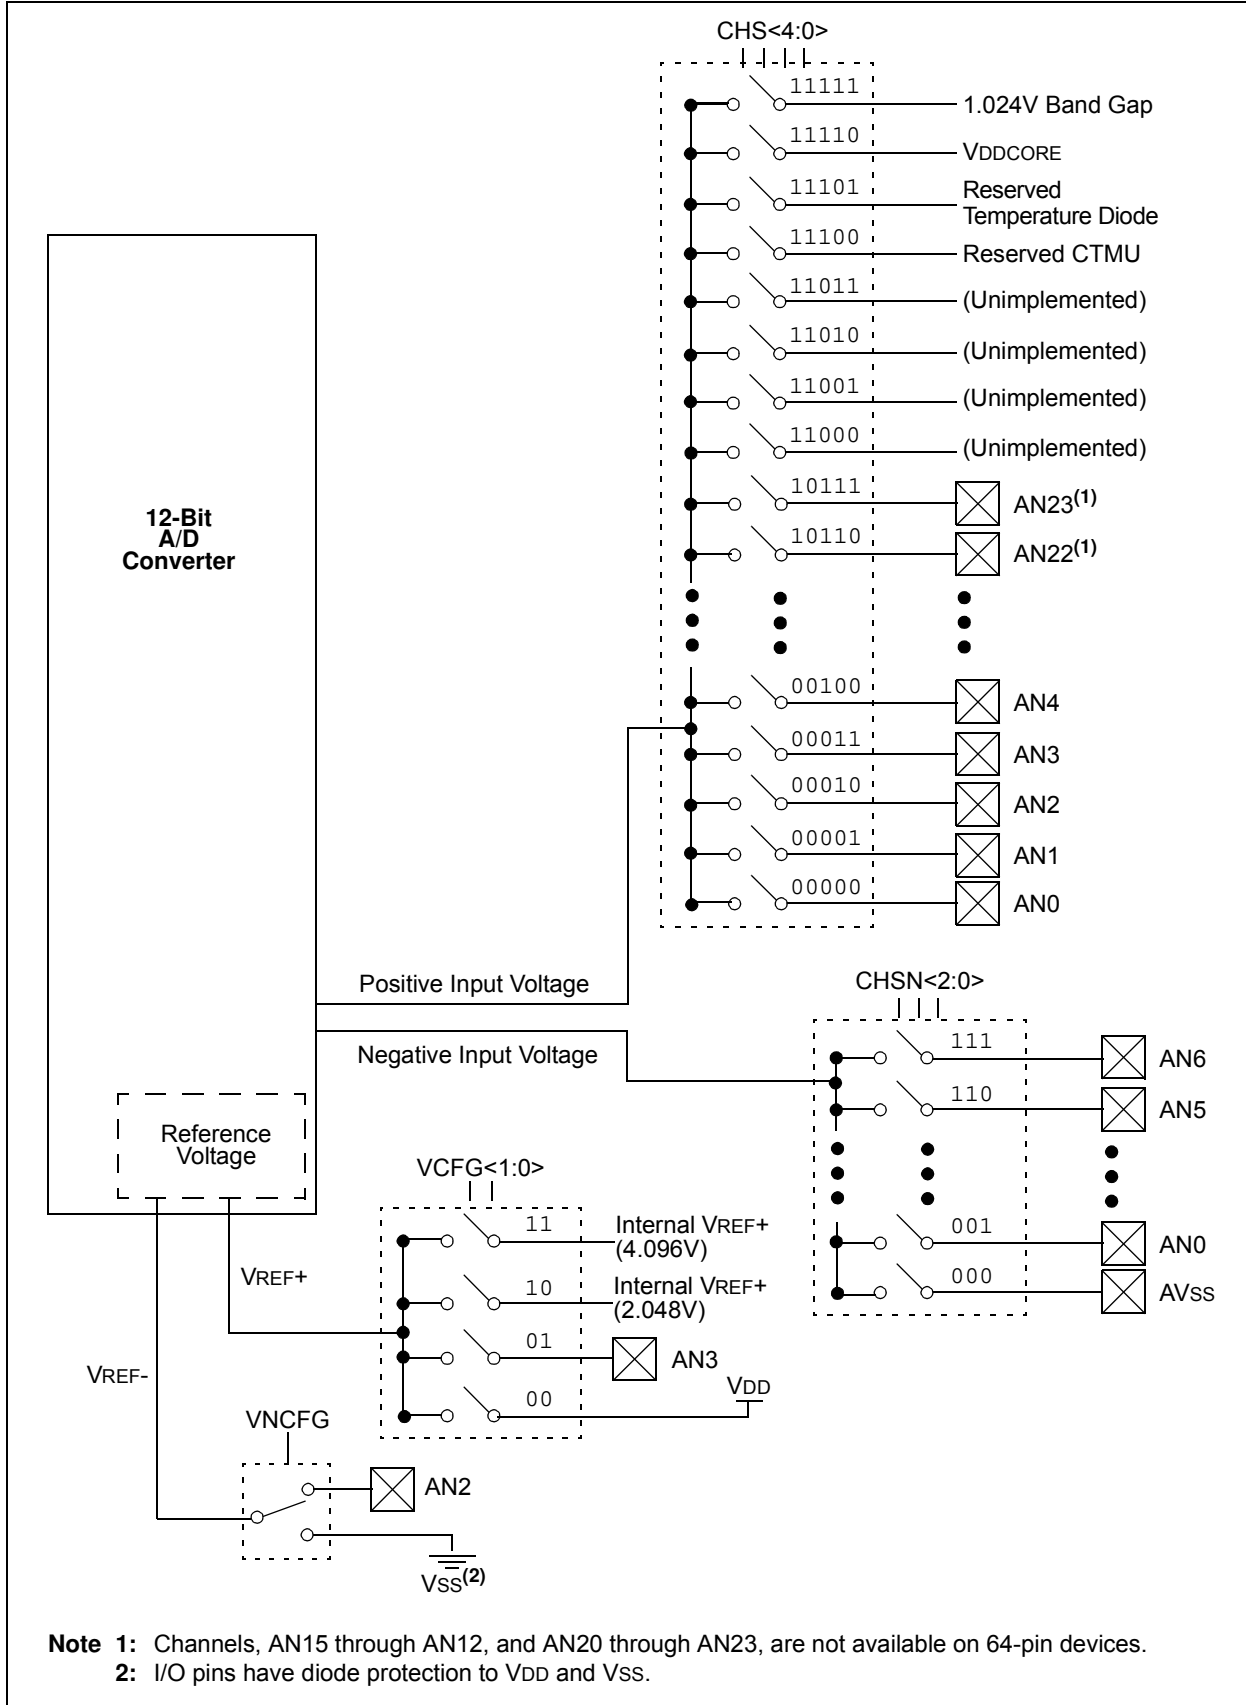 CHS<4:0>
11111
1.024V Band Gap
11110
VDDCORE
11101
Reserved
Temperature Diode
11100
Reserved CTMU
11011
(Unimplemented)
11010
(Unimplemented)
11001
(Unimplemented)
11000
(Unimplemented)
10111
AN23(1)
10110
AN22(1)
12-Bit
A/D
Converter
00100
AN4
00011
AN3
00010
AN2
00001
AN1
00000
AN0
Positive Input Voltage
CHSN<2:0>
Negative Input Voltage
111
AN6
110
AN5
001
AN0
000
AVSS
Reference
Voltage
VCFG<1:0>
11
Internal VREF+
(4.096V)
VREF+
10
Internal VREF+
(2.048V)
01
AN3
VREF-
00
VDD
VNCFG
AN2
VSS(2)
Note 1: Channels, AN15 through AN12, and AN20 through AN23, are not available on 64-pin devices.
2: I/O pins have diode protection to VDD and VSS.